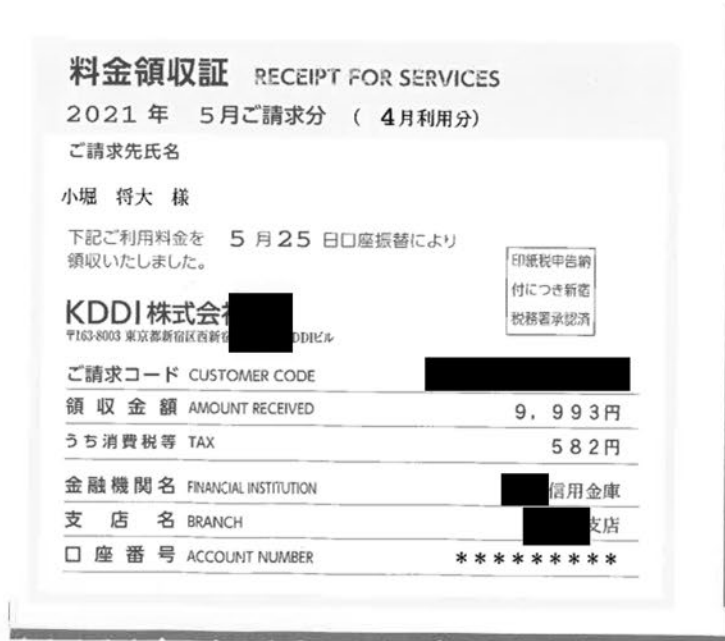 料金領収証 RECEIPT FOR SERVICES
2021年 5月ご請求分 ( 4月利用分)
ご請求先氏名
小堀 将大 様
下記ご利用料金を 5月25日口座振替により
領収いたしました。
印紙税申告納
付につき新宿
税務署承認済
KDDI株式会
〒163-8003 東京都新宿区西新 DDIビル
ご請求コード CUSTOMER CODE
領収金額 AMOUNT RECEIVED 9,993円
うち消費税等 TAX 582円
金融機関名 FINANCIAL INSTITUTION 信用金庫
支店名 BRANCH 支店
口座番号 ACCOUNT NUMBER *********